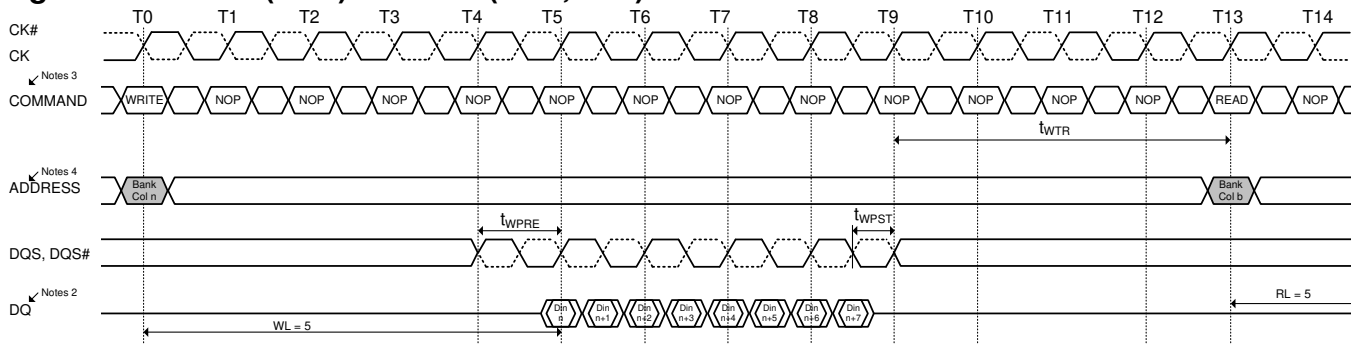 T0 T1 T2 T3 T4 T5 T6 T7 T8 T9 T10 T11 T12 T13 T14
CK#
CK
Notes 3
COMMAND WRITE NOP NOP NOP NOP NOP NOP NOP NOP NOP NOP NOP NOP READ NOP
tWTR
Notes 4
ADDRESS Bank Col n Bank Col b
tWPRE tWPST
DQS, DQS#
Notes 2
DQ Din n Din n+1 Din n+2 Din n+3 Din n+4 Din n+5 Din n+6 Din n+7
RL = 5
WL = 5